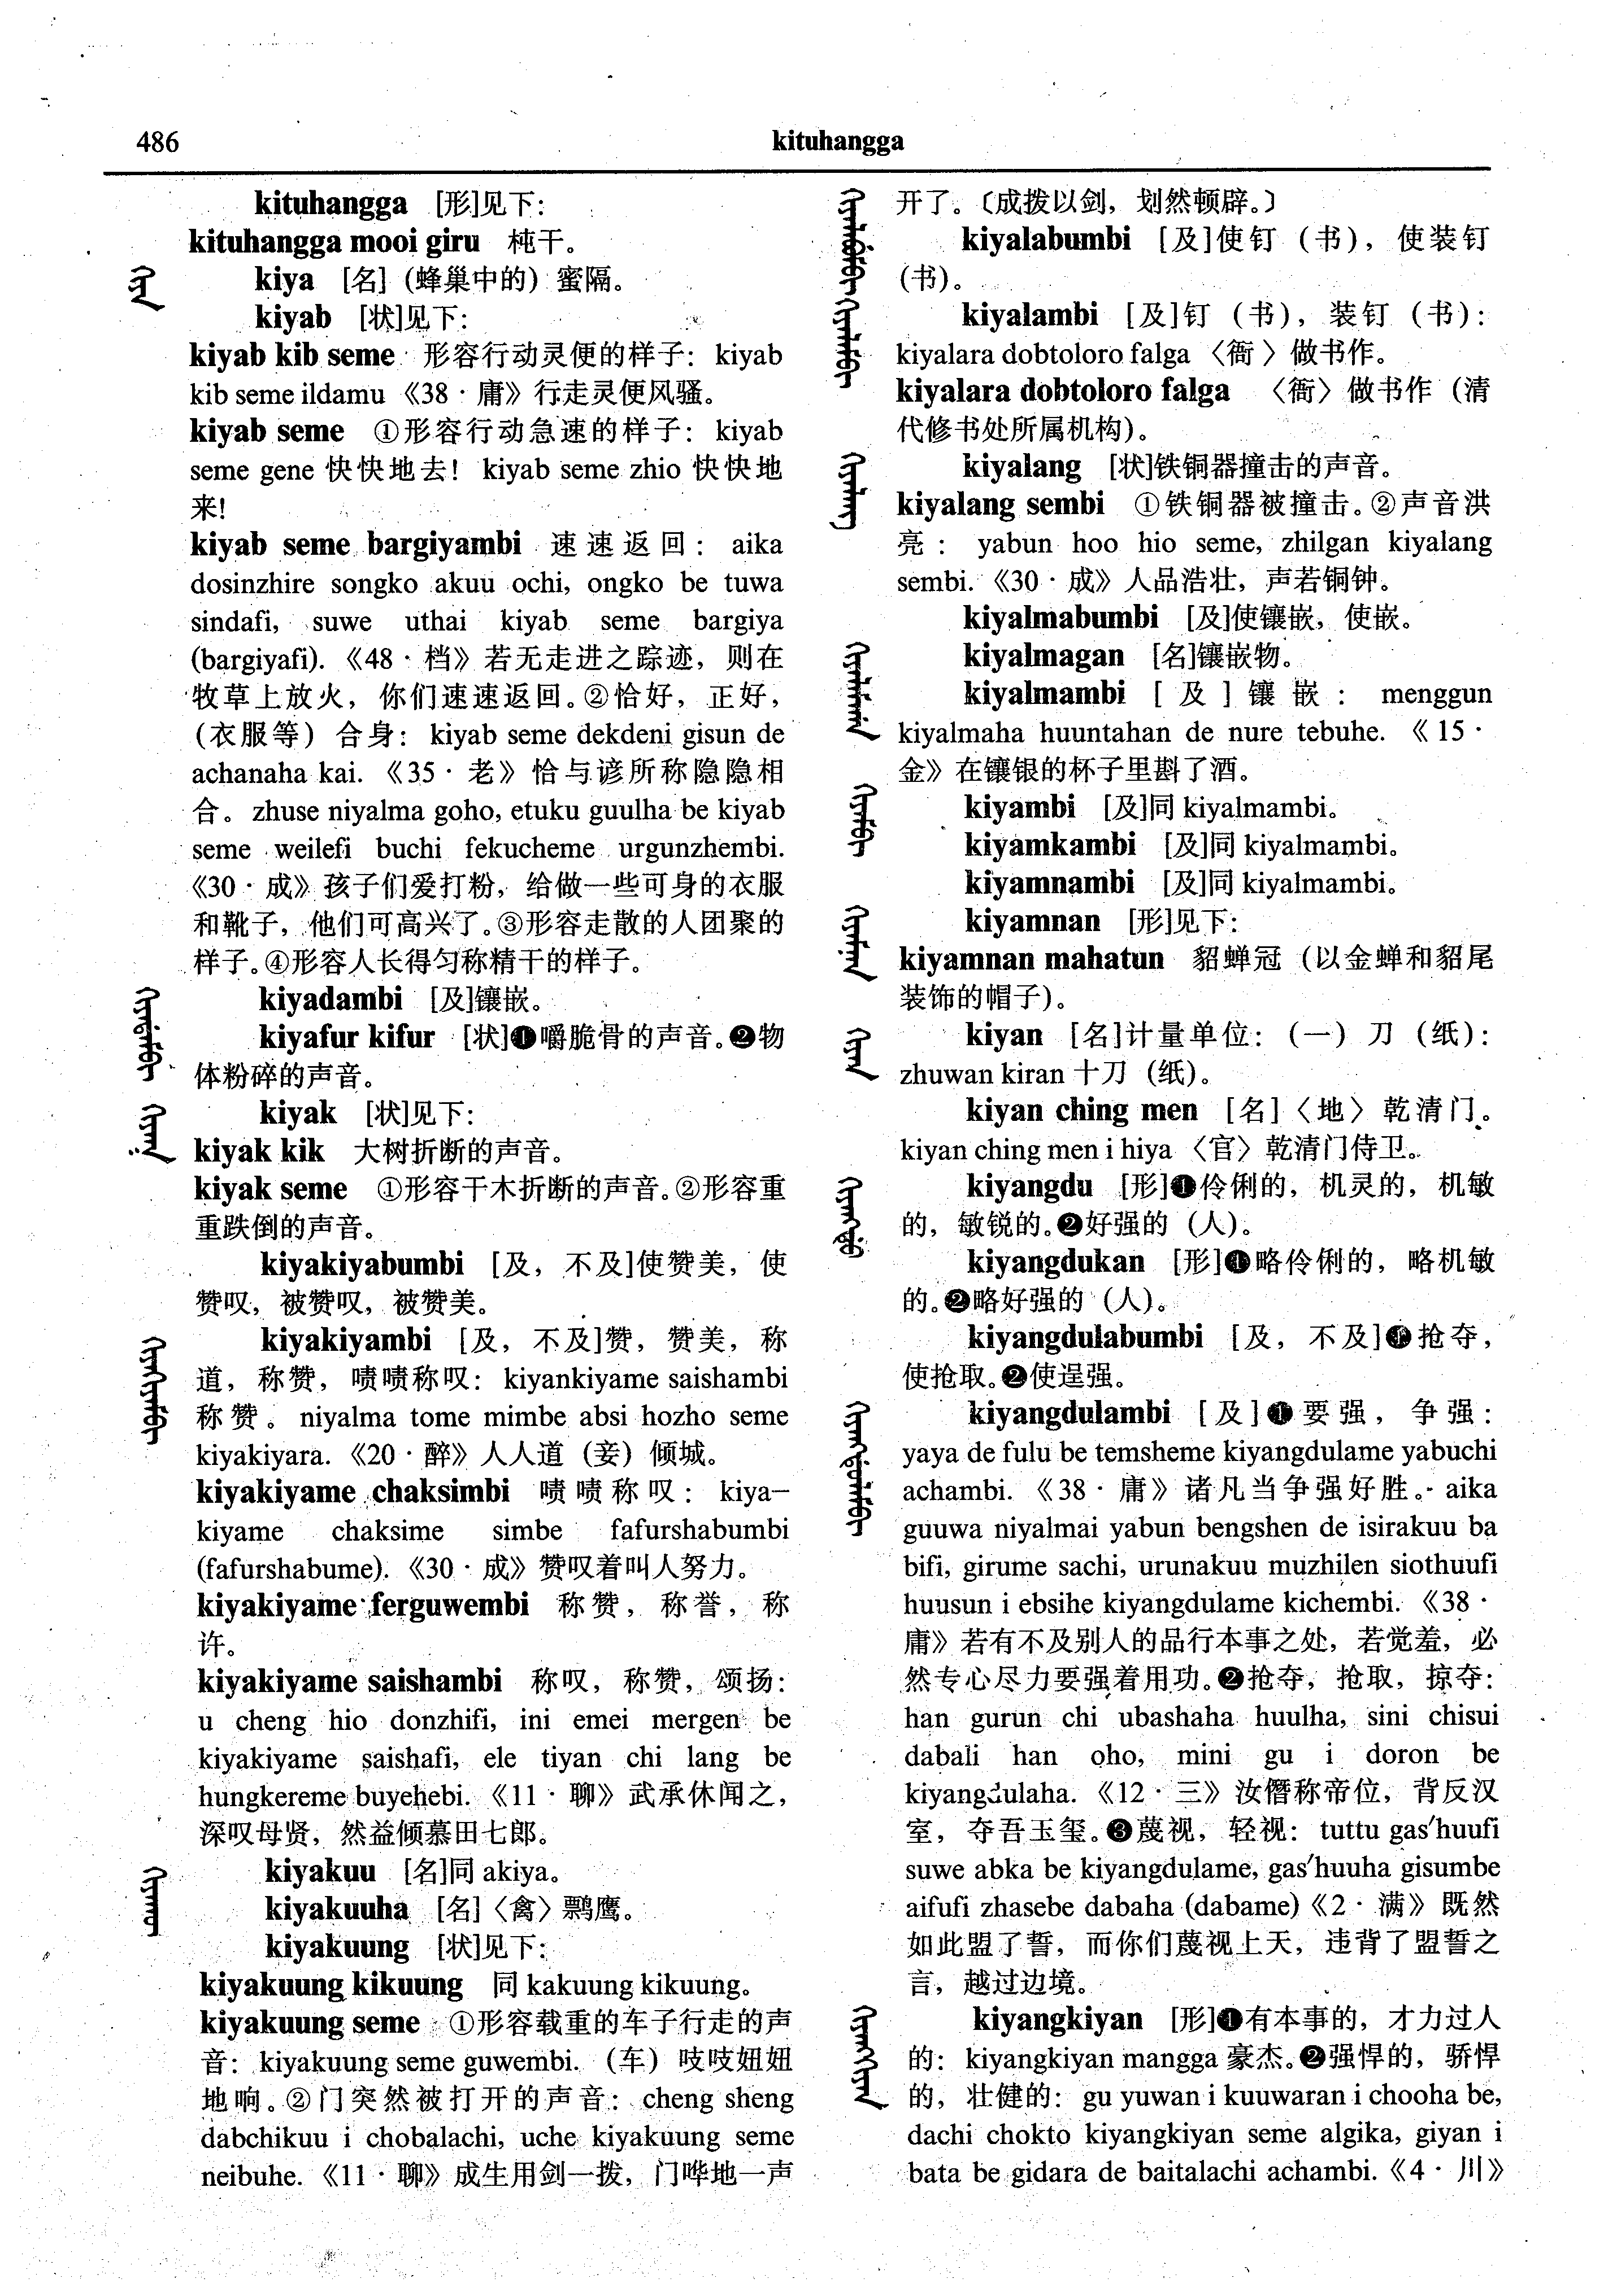 486
kituhangga
kituhangga [形]见下:
kituhangga mooi giru 杶干。
kiya [名] (蜂巢中的) 蜜隔。
kiyab [状]见下:
kiyab kib seme 形容行动灵便的样子: kiyab
kib seme ildamu 《38 · 庸》行走灵便风骚。
kiyab seme ①形容行动急速的样子: kiyab
seme gene 快快地去! kiyab seme zhio 快快地
来!
kiyab seme bargiyambi 速速返回: aika
dosinzhire songko akuu ochi, ongko be tuwa
sindafi, suwe uthai kiyab seme bargiya
(bargiyafi). 《48 · 档》若无走进之踪迹, 则在
牧草上放火, 你们速速返回。②恰好, 正好,
(衣服等) 合身: kiyab seme dekdeni gisun de
achanaha kai. 《35 · 老》恰与谚所称隐隐相
合。zhuse niyalma goho, etuku guulha be kiyab
seme weilefi buchi fekucheme urgunzhembi.
《30 · 成》孩子们爱打粉, 给做一些可身的衣服
和靴子, 他们可高兴了。③形容走散的人团聚的
样子。④形容人长得匀称精干的样子。
kiyadambi [及]镶嵌。
kiyafur kifur [状]❶嚼脆骨的声音。❷物
体粉碎的声音。
kiyak [状]见下:
kiyak kik 大树折断的声音。
kiyak seme ①形容干木折断的声音。②形容重
重跌倒的声音。
kiyakiyabumbi [及, 不及]使赞美, 使
赞叹, 被赞叹, 被赞美。
kiyakiyambi [及, 不及]赞, 赞美, 称
道, 称赞, 啧啧称叹: kiyankiyame saishambi
称赞。niyalma tome mimbe absi hozho seme
kiyakiyara. 《20 · 醉》人人道 (妾) 倾城。
kiyakiyame chaksimbi 啧啧称叹: kiya–
kiyame chaksime simbe fafurshabumbi
(fafurshabume). 《30 · 成》赞叹着叫人努力。
kiyakiyame ferguwembi 称赞, 称誉, 称
许。
kiyakiyame saishambi 称叹, 称赞, 颂扬:
u cheng hio donzhifi, ini emei mergen be
kiyakiyame saishafi, ele tiyan chi lang be
hungkereme buyehebi. 《11 · 聊》武承休闻之,
深叹母贤, 然益倾慕田七郎。
kiyakuu [名]同 akiya。
kiyakuuha [名]〈禽〉鹗鹰。
kiyakuung [状]见下:
kiyakuung kikuung 同 kakuung kikuung。
kiyakuung seme ①形容载重的车子行走的声
音: kiyakuung seme guwembi. (车) 吱吱妞妞
地响。②门突然被打开的声音: cheng sheng
dabchikuu i chobalachi, uche kiyakuung seme
neibuhe. 《11 · 聊》成生用剑一拨, 门哗地一声
开了。〔成拨以剑, 划然顿辟。〕
kiyalabumbi [及]使钉 (书), 使装钉
(书)。
kiyalambi [及]钉 (书), 装钉 (书):
kiyalara dobtoloro falga 〈衙〉做书作。
kiyalara dobtoloro falga 〈衙〉做书作 (清
代修书处所属机构)。
kiyalang [状]铁铜器撞击的声音。
kiyalang sembi ①铁铜器被撞击。②声音洪
亮: yabun hoo hio seme, zhilgan kiyalang
sembi. 《30 · 成》人品浩壮, 声若铜钟。
kiyalmabumbi [及]使镶嵌, 使嵌。
kiyalmagan [名]镶嵌物。
kiyalmambi [及]镶嵌: menggun
kiyalmaha huuntahan de nure tebuhe. 《15 ·
金》在镶银的杯子里斟了酒。
kiyambi [及]同 kiyalmambi。
kiyamkambi [及]同 kiyalmambi。
kiyamnambi [及]同 kiyalmambi。
kiyamnan [形]见下:
kiyamnan mahatun 貂蝉冠 (以金蝉和貂尾
装饰的帽子)。
kiyan [名]计量单位: (一) 刀 (纸):
zhuwan kiran 十刀 (纸)。
kiyan ching men [名]〈地〉乾清门。
kiyan ching men i hiya 〈官〉乾清门侍卫。
kiyangdu [形]❶伶俐的, 机灵的, 机敏
的, 敏锐的。❷好强的 (人)。
kiyangdukan [形]❶略伶俐的, 略机敏
的。❷略好强的 (人)。
kiyangdulabumbi [及, 不及]❶抢夺,
使抢取。❷使逞强。
kiyangdulambi [及]❶要强, 争强:
yaya de fulu be temsheme kiyangdulame yabuchi
achambi. 《38 · 庸》诸凡当争强好胜。aika
guuwa niyalmai yabun bengshen de isirakuu ba
bifi, girume sachi, urunakuu muzhilen siothuufi
huusun i ebsihe kiyangdulame kichembi. 《38 ·
庸》若有不及别人的品行本事之处, 若觉羞, 必
然专心尽力要强着用功。❷抢夺, 抢取, 掠夺:
han gurun chi ubashaha huulha, sini chisui
dabali han oho, mini gu i doron be
kiyangdulaha. 《12 · 三》汝僭称帝位, 背反汉
室, 夺吾玉玺。❸蔑视, 轻视: tuttu gas'huufi
suwe abka be kiyangdulame, gas'huuha gisumbe
aifufi zhasebe dabaha (dabame)《2 · 满》既然
如此盟了誓, 而你们蔑视上天, 违背了盟誓之
言, 越过边境。
kiyangkiyan [形]❶有本事的, 才力过人
的: kiyangkiyan mangga 豪杰。❷强悍的, 骄悍
的, 壮健的: gu yuwan i kuuwaran i chooha be,
dachi chokto kiyangkiyan seme algika, giyan i
bata be gidara de baitalachi achambi. 《4 · 川》